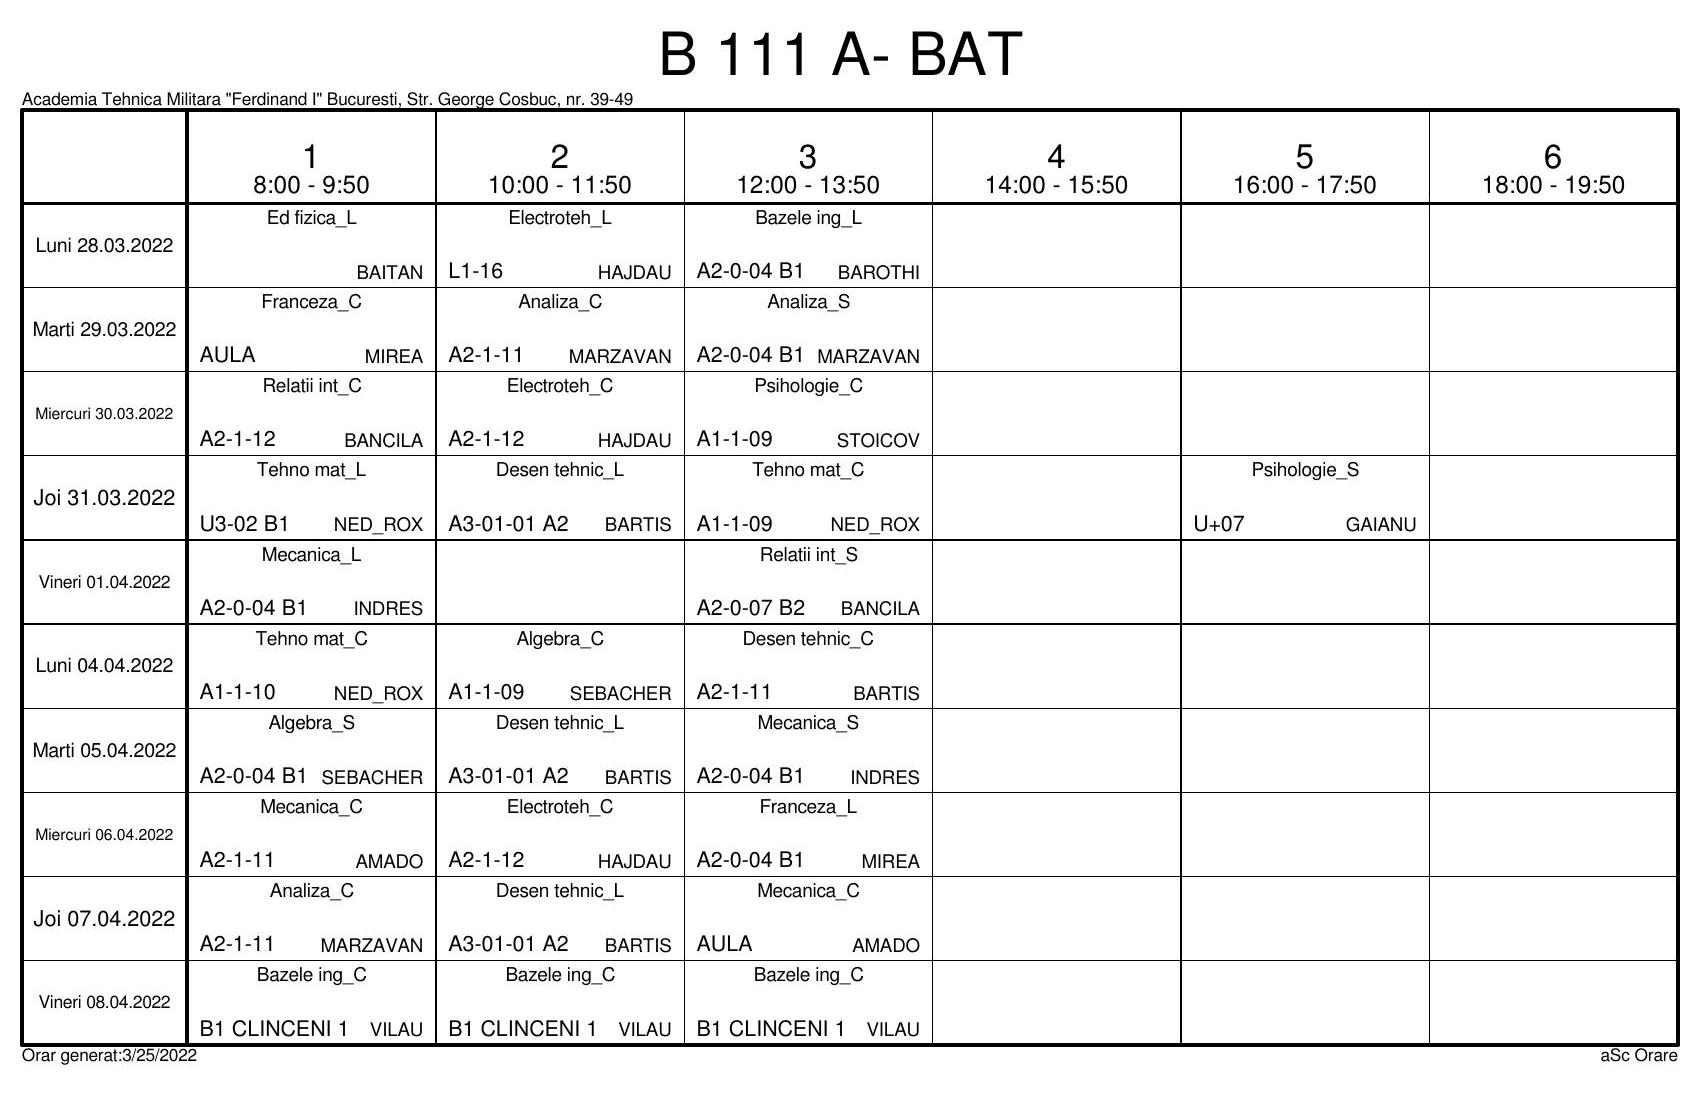 B 111 A- BAT
Academia Tehnica Militara "Ferdinand I" Bucuresti, Str. George Cosbuc, nr. 39-49
1 2 3 4 5 6
8:00 - 9:50 10:00 - 11:50 12:00 - 13:50 14:00 - 15:50 16:00 - 17:50 18:00 - 19:50
Ed fizica_L Electroteh_L Bazele ing_L
Luni 28.03.2022
BAITAN L1-16 HAJDAU A2-0-04 B1 BAROTHI
Franceza_C Analiza_C Analiza_S
Marti 29.03.2022
AULA MIREA A2-1-11 MARZAVAN A2-0-04 B1 MARZAVAN
Relatii int_C Electroteh_C Psihologie_C
Miercuri 30.03.2022
A2-1-12 BANCILA A2-1-12 HAJDAU A1-1-09 STOICOV
Tehno mat_L Desen tehnic_L Tehno mat_C Psihologie_S
Joi 31.03.2022
U3-02 B1 NED_ROX A3-01-01 A2 BARTIS A1-1-09 NED_ROX U+07 GAIANU
Mecanica_L Relatii int_S
Vineri 01.04.2022
A2-0-04 B1 INDRES A2-0-07 B2 BANCILA
Tehno mat_C Algebra_C Desen tehnic_C
Luni 04.04.2022
A1-1-10 NED_ROX A1-1-09 SEBACHER A2-1-11 BARTIS
Algebra_S Desen tehnic_L Mecanica_S
Marti 05.04.2022
A2-0-04 B1 SEBACHER A3-01-01 A2 BARTIS A2-0-04 B1 INDRES
Mecanica_C Electroteh_C Franceza_L
Miercuri 06.04.2022
A2-1-11 AMADO A2-1-12 HAJDAU A2-0-04 B1 MIREA
Analiza_C Desen tehnic_L Mecanica_C
Joi 07.04.2022
A2-1-11 MARZAVAN A3-01-01 A2 BARTIS AULA AMADO
Bazele ing_C Bazele ing_C Bazele ing_C
Vineri 08.04.2022
B1 CLINCENI 1 VILAU B1 CLINCENI 1 VILAU B1 CLINCENI 1 VILAU
Orar generat:3/25/2022 aSc Orare